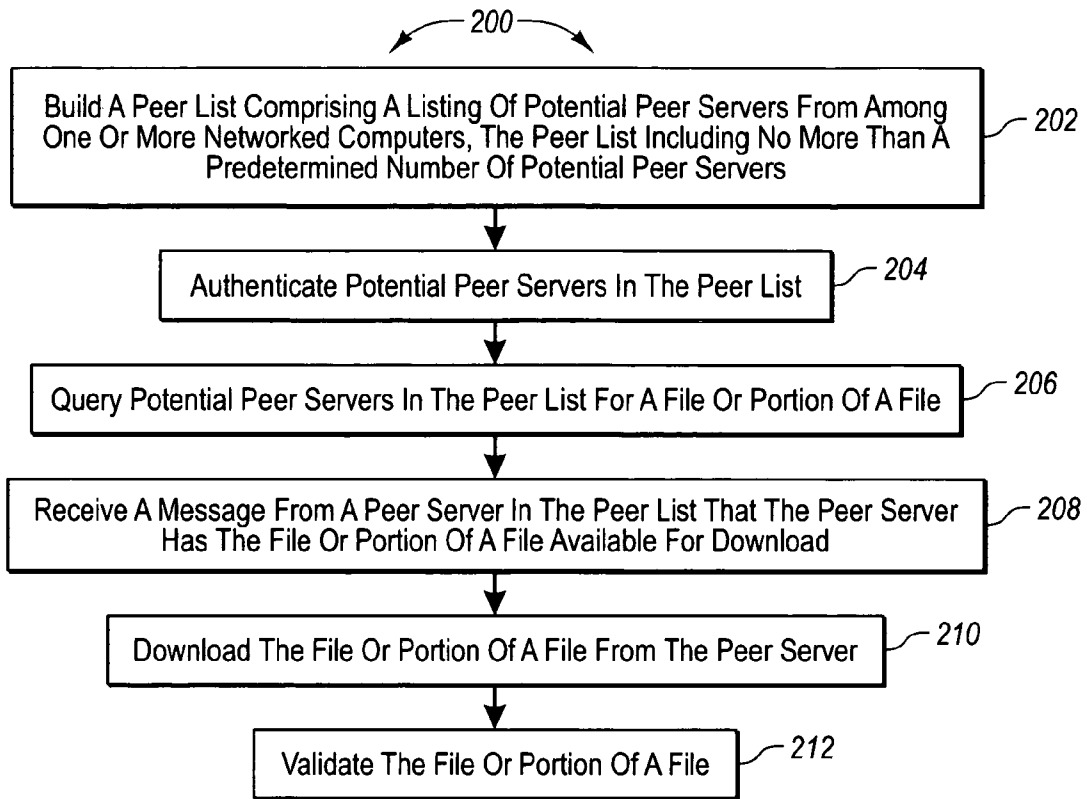 200
Build A Peer List Comprising A Listing Of Potential Peer Servers From Among
One Or More Networked Computers, The Peer List Including No More Than A
Predetermined Number Of Potential Peer Servers
202
Authenticate Potential Peer Servers In The Peer List
204
Query Potential Peer Servers In The Peer List For A File Or Portion Of A File
206
Receive A Message From A Peer Server In The Peer List That The Peer Server
Has The File Or Portion Of A File Available For Download
208
Download The File Or Portion Of A File From The Peer Server
210
Validate The File Or Portion Of A File
212